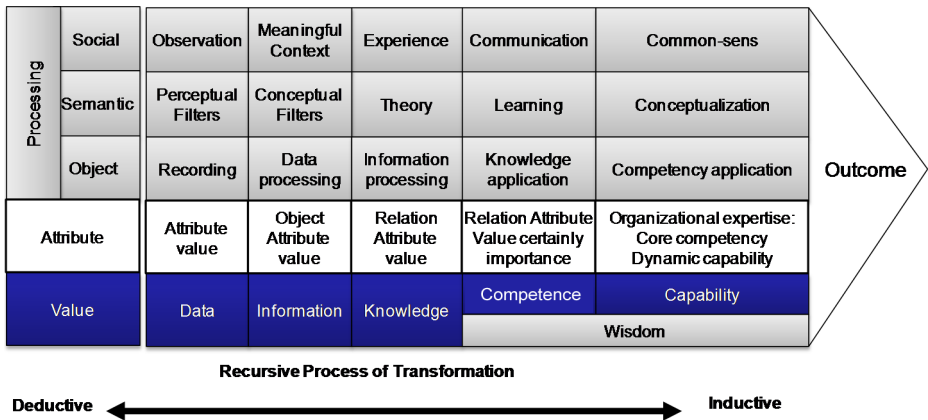 Processing
Social
Observation
Meaningful
Context
Experience
Communication
Common-sens
Semantic
Perceptual
Filters
Conceptual
Filters
Theory
Learning
Conceptualization
Object
Recording
Data
processing
Information
processing
Knowledge
application
Competency application
Outcome
Attribute
Attribute
value
Object
Attribute
value
Relation
Attribute
value
Relation Attribute
Value certainly
importance
Organizational expertise:
Core competency
Dynamic capability
Value
Data
Information
Knowledge
Competence
Capability
Wisdom
Recursive Process of Transformation
Deductive
Inductive